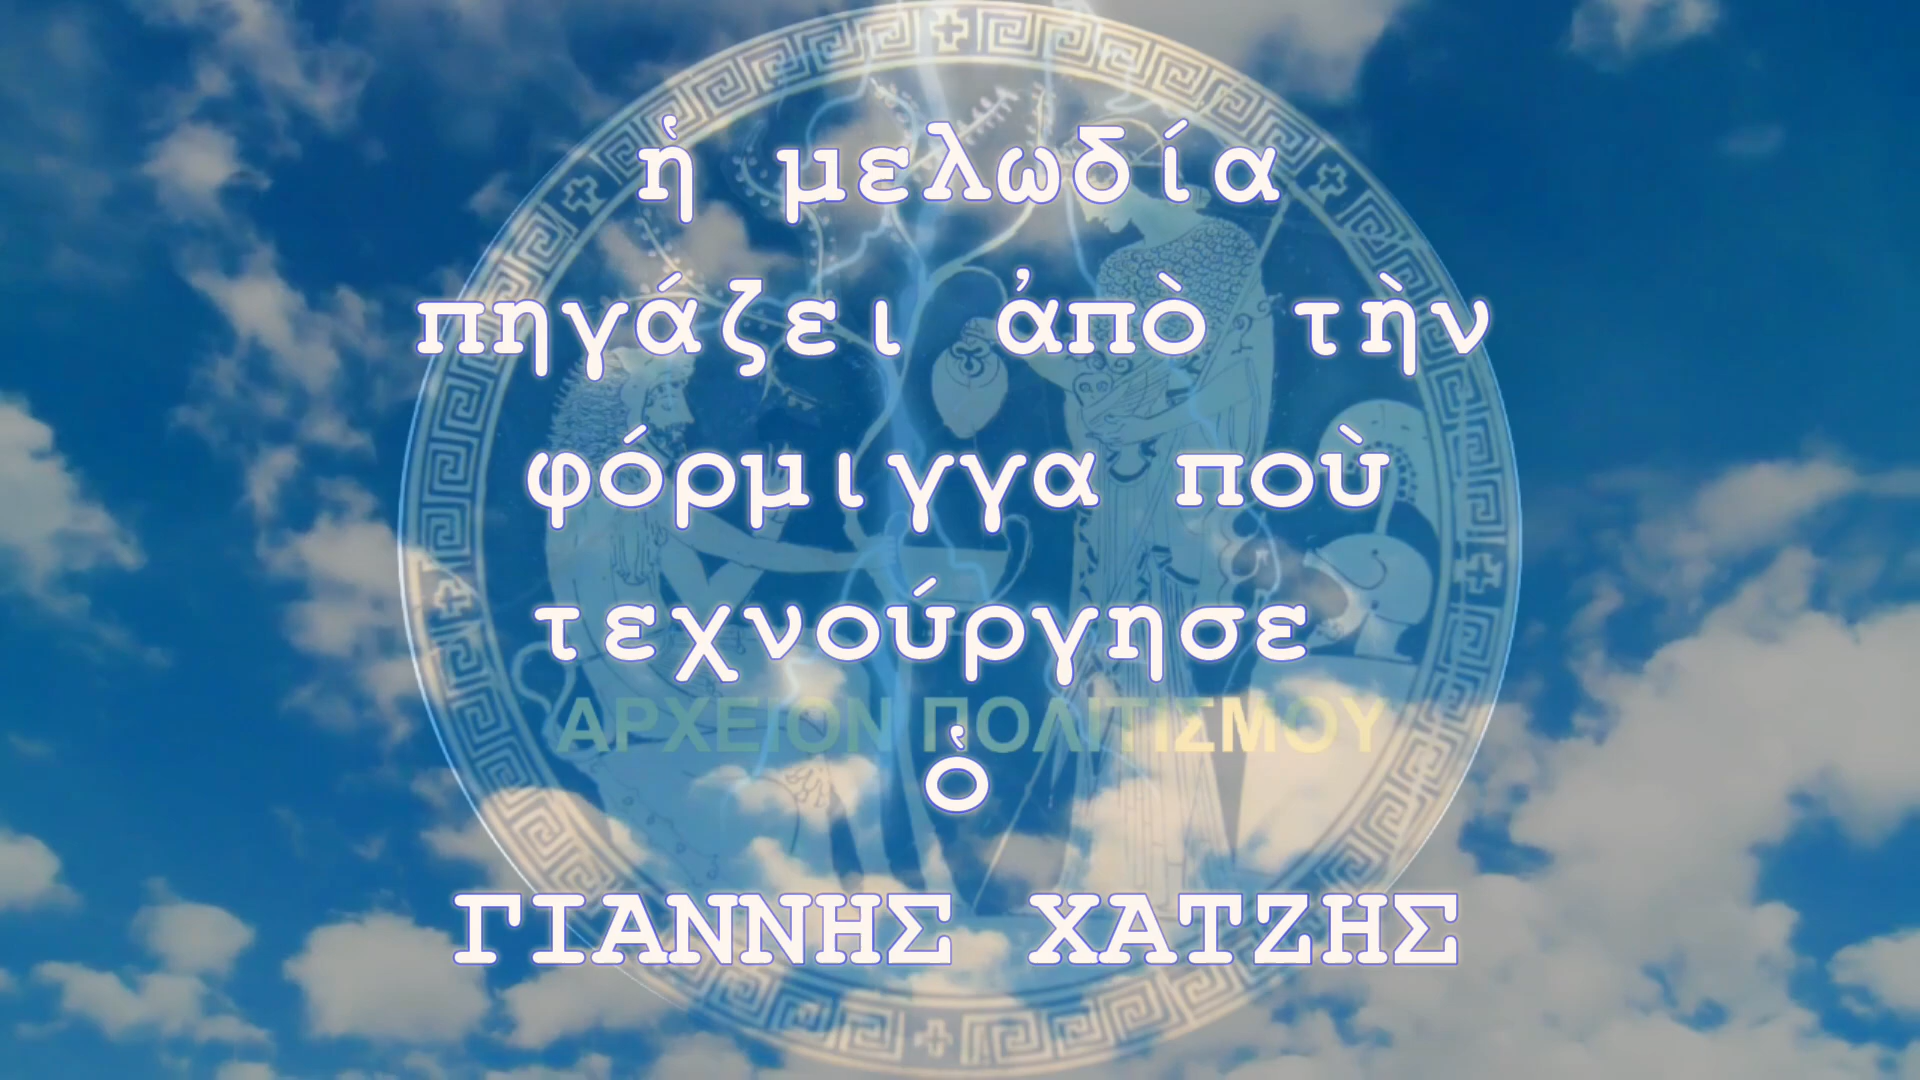 ἡ μελωδία
πηγάζει ἀπὸ τὴν
φόρμιγγα ποὺ
τεχνούργησε
ΑΡΧΕΙΟΝ ΠΟΛΙΤΙΣΜΟΥ
ὁ
ΓΙΑΝΝΗΣ ΧΑΤΖΗΣ